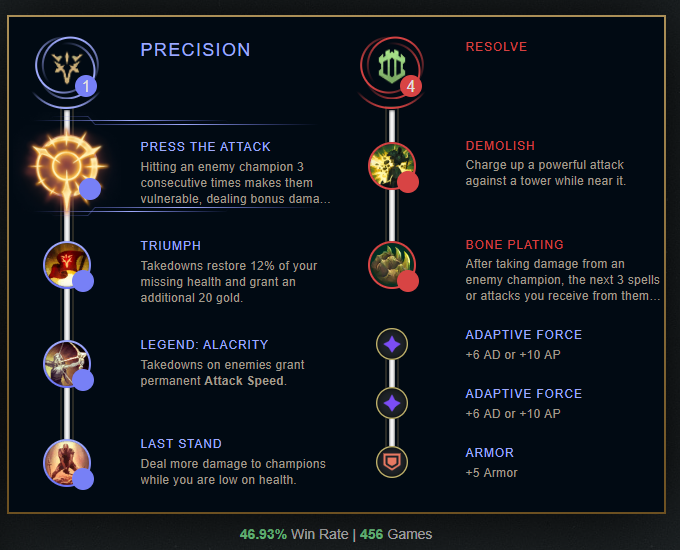 PRECISION
1
PRESS THE ATTACK
Hitting an enemy champion 3
consecutive times makes them
vulnerable, dealing bonus dama...
TRIUMPH
Takedowns restore 12% of your
missing health and grant an
additional 20 gold.
LEGEND: ALACRITY
Takedowns on enemies grant
permanent Attack Speed.
LAST STAND
Deal more damage to champions
while you are low on health.
RESOLVE
4
DEMOLISH
Charge up a powerful attack
against a tower while near it.
BONE PLATING
After taking damage from an
enemy champion, the next 3 spells
or attacks you receive from them...
ADAPTIVE FORCE
+6 AD or +10 AP
ADAPTIVE FORCE
+6 AD or +10 AP
ARMOR
+5 Armor
46.93% Win Rate | 456 Games